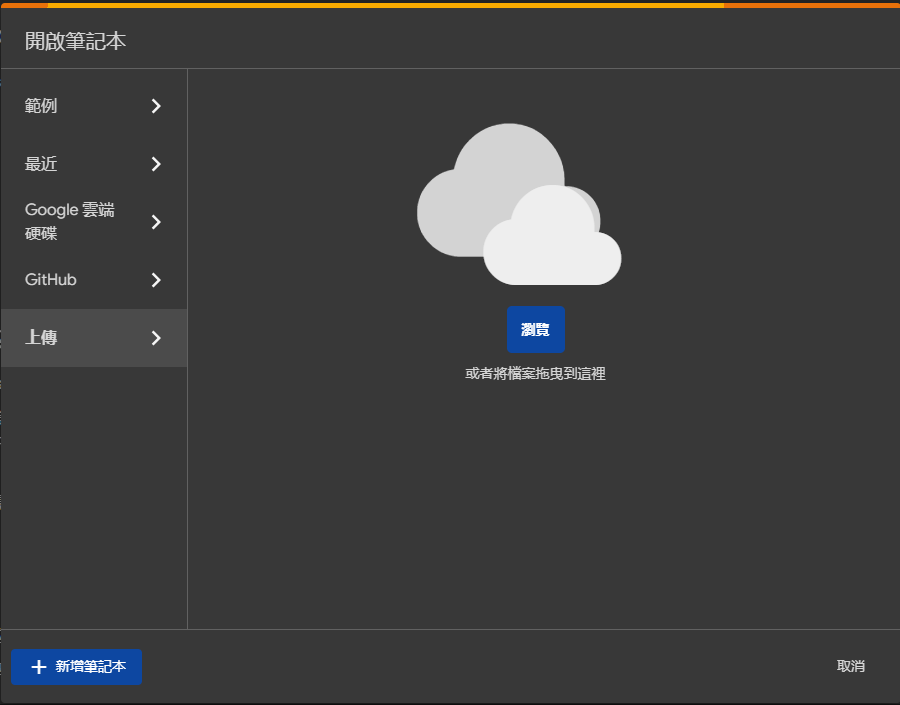 開啟筆記本
範例
最近
Google 雲端
硬碟
GitHub
上傳
瀏覽
或者將檔案拖曳到這裡
新增筆記本
取消